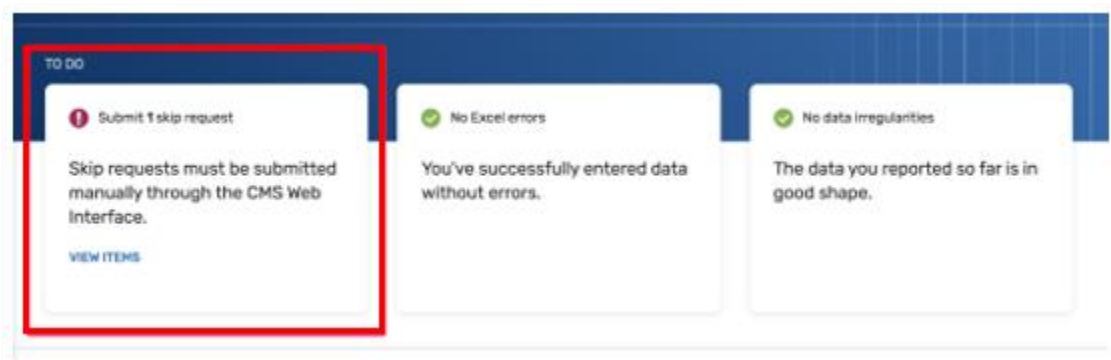 TO DO
Submit 1 skip request
Skip requests must be submitted
manually through the CMS Web
Interface.
VIEW ITEMS
No Excel errors
You've successfully entered data
without errors.
No data irregularities
The data you reported so far is in
good shape.